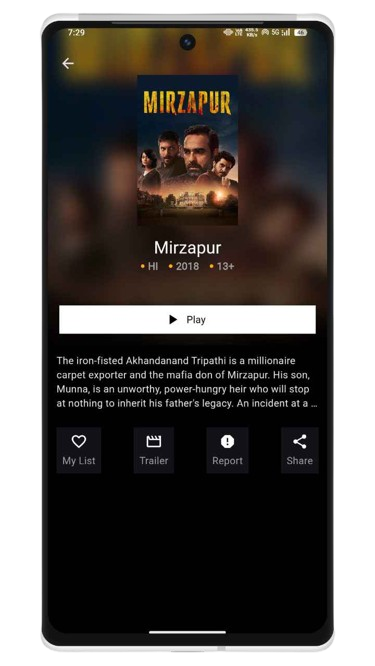 7:29
5G
46
MIRZAPUR
Mirzapur
• HI • 2018 • 13+
Play
The iron-fisted Akhandanand Tripathi is a millionaire
carpet exporter and the mafia don of Mirzapur. His son,
Munna, is an unworthy, power-hungry heir who will stop
at nothing to inherit his father's legacy. An incident at a ...
My List Trailer Report Share